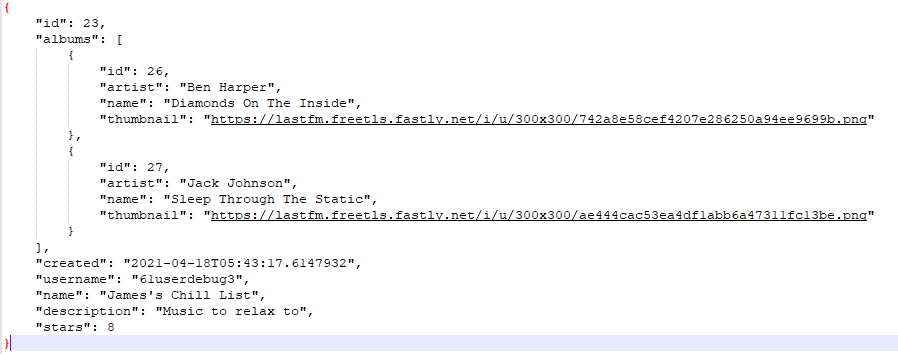 {
    "id": 23,
    "albums": [
        {
            "id": 26,
            "artist": "Ben Harper",
            "name": "Diamonds On The Inside",
            "thumbnail": "https://lastfm.freetls.fastly.net/i/u/300x300/742a8e58cef4207e286250a94ee9699b.png"
        },
        {
            "id": 27,
            "artist": "Jack Johnson",
            "name": "Sleep Through The Static",
            "thumbnail": "https://lastfm.freetls.fastly.net/i/u/300x300/ae444cac53ea4df1abb6a47311fc13be.png"
        }
    ],
    "created": "2021-04-18T05:43:17.6147932",
    "username": "61userdebug3",
    "name": "James's Chill List",
    "description": "Music to relax to",
    "stars": 8
}